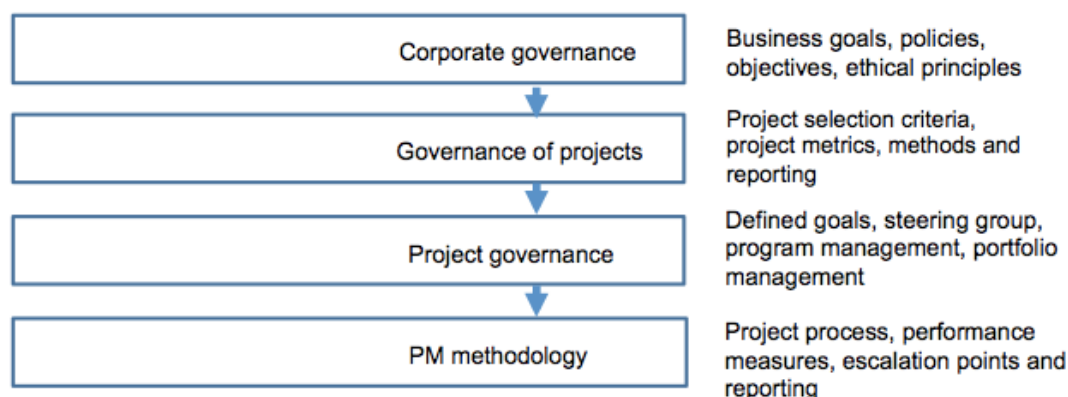 Corporate governance
Business goals, policies,
objectives, ethical principles
Governance of projects
Project selection criteria,
project metrics, methods and
reporting
Project governance
Defined goals, steering group,
program management, portfolio
management
PM methodology
Project process, performance
measures, escalation points and
reporting